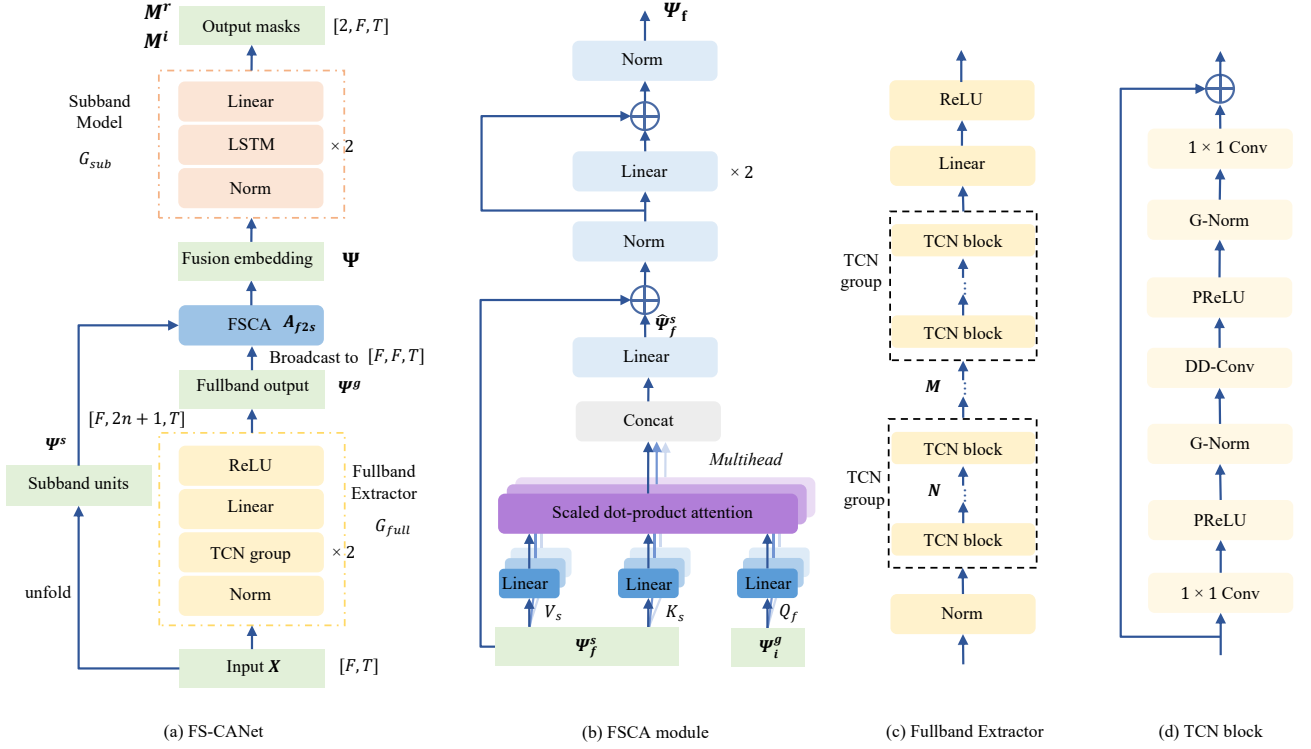 M^r
M^i
Output masks
[2, F, T]
Subband
Model
G_sub
Linear
LSTM
× 2
Norm
Fusion embedding
Ψ
FSCA
A_f2s
Broadcast to [F, F, T]
Fullband output
Ψ^g
[F, 2n + 1, T]
Ψ^s
Subband units
ReLU
Linear
TCN group
× 2
Norm
Fullband
Extractor
G_full
unfold
Input X
[F, T]
(a) FS-CANet
Ψ_f
Norm
Linear
× 2
Norm
Ψ̂_f^s
Linear
Concat
Multihead
Scaled dot-product attention
Linear
Linear
Linear
V_s
K_s
Q_f
Ψ_f^s
Ψ_i^g
(b) FSCA module
ReLU
Linear
TCN
group
TCN block
TCN block
M
TCN
group
TCN block
N
TCN block
Norm
(c) Fullband Extractor
1 × 1 Conv
G-Norm
PReLU
DD-Conv
G-Norm
PReLU
1 × 1 Conv
(d) TCN block